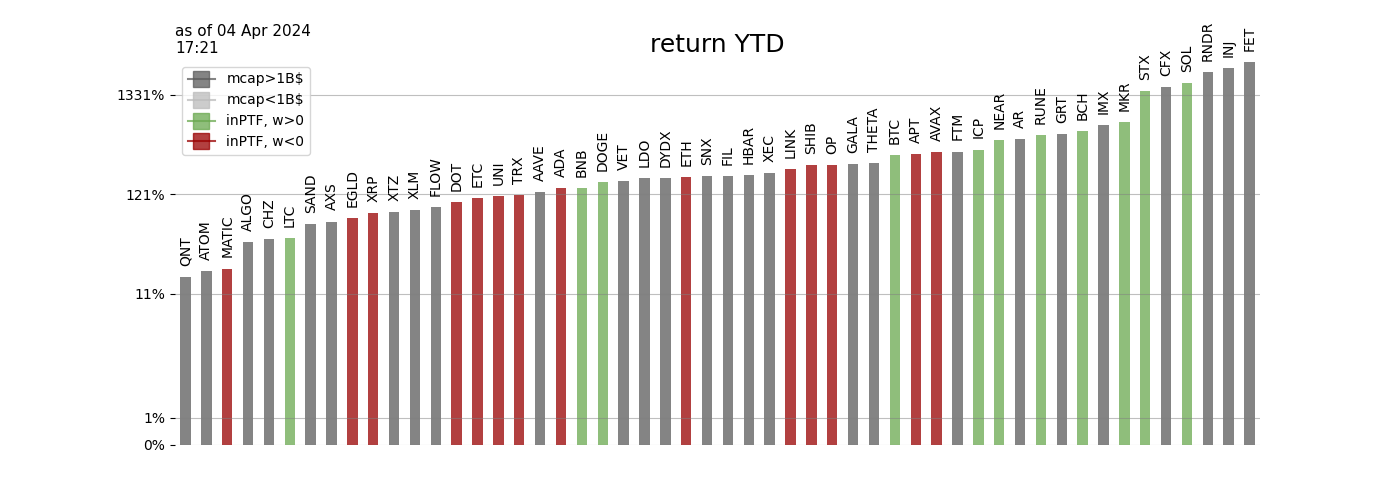 as of 04 Apr 2024
17:21
return YTD
mcap>1B$
mcap<1B$
inPTF, w>0
inPTF, w<0
1331%
121%
11%
1%
0%
QNT
ATOM
MATIC
ALGO
CHZ
LTC
SAND
AXS
EGLD
XRP
XTZ
XLM
FLOW
DOT
ETC
UNI
TRX
AAVE
ADA
BNB
DOGE
VET
LDO
DYDX
ETH
SNX
FIL
HBAR
XEC
LINK
SHIB
OP
GALA
THETA
BTC
APT
AVAX
FTM
ICP
NEAR
AR
RUNE
GRT
BCH
IMX
MKR
STX
CFX
SOL
RNDR
INJ
FET